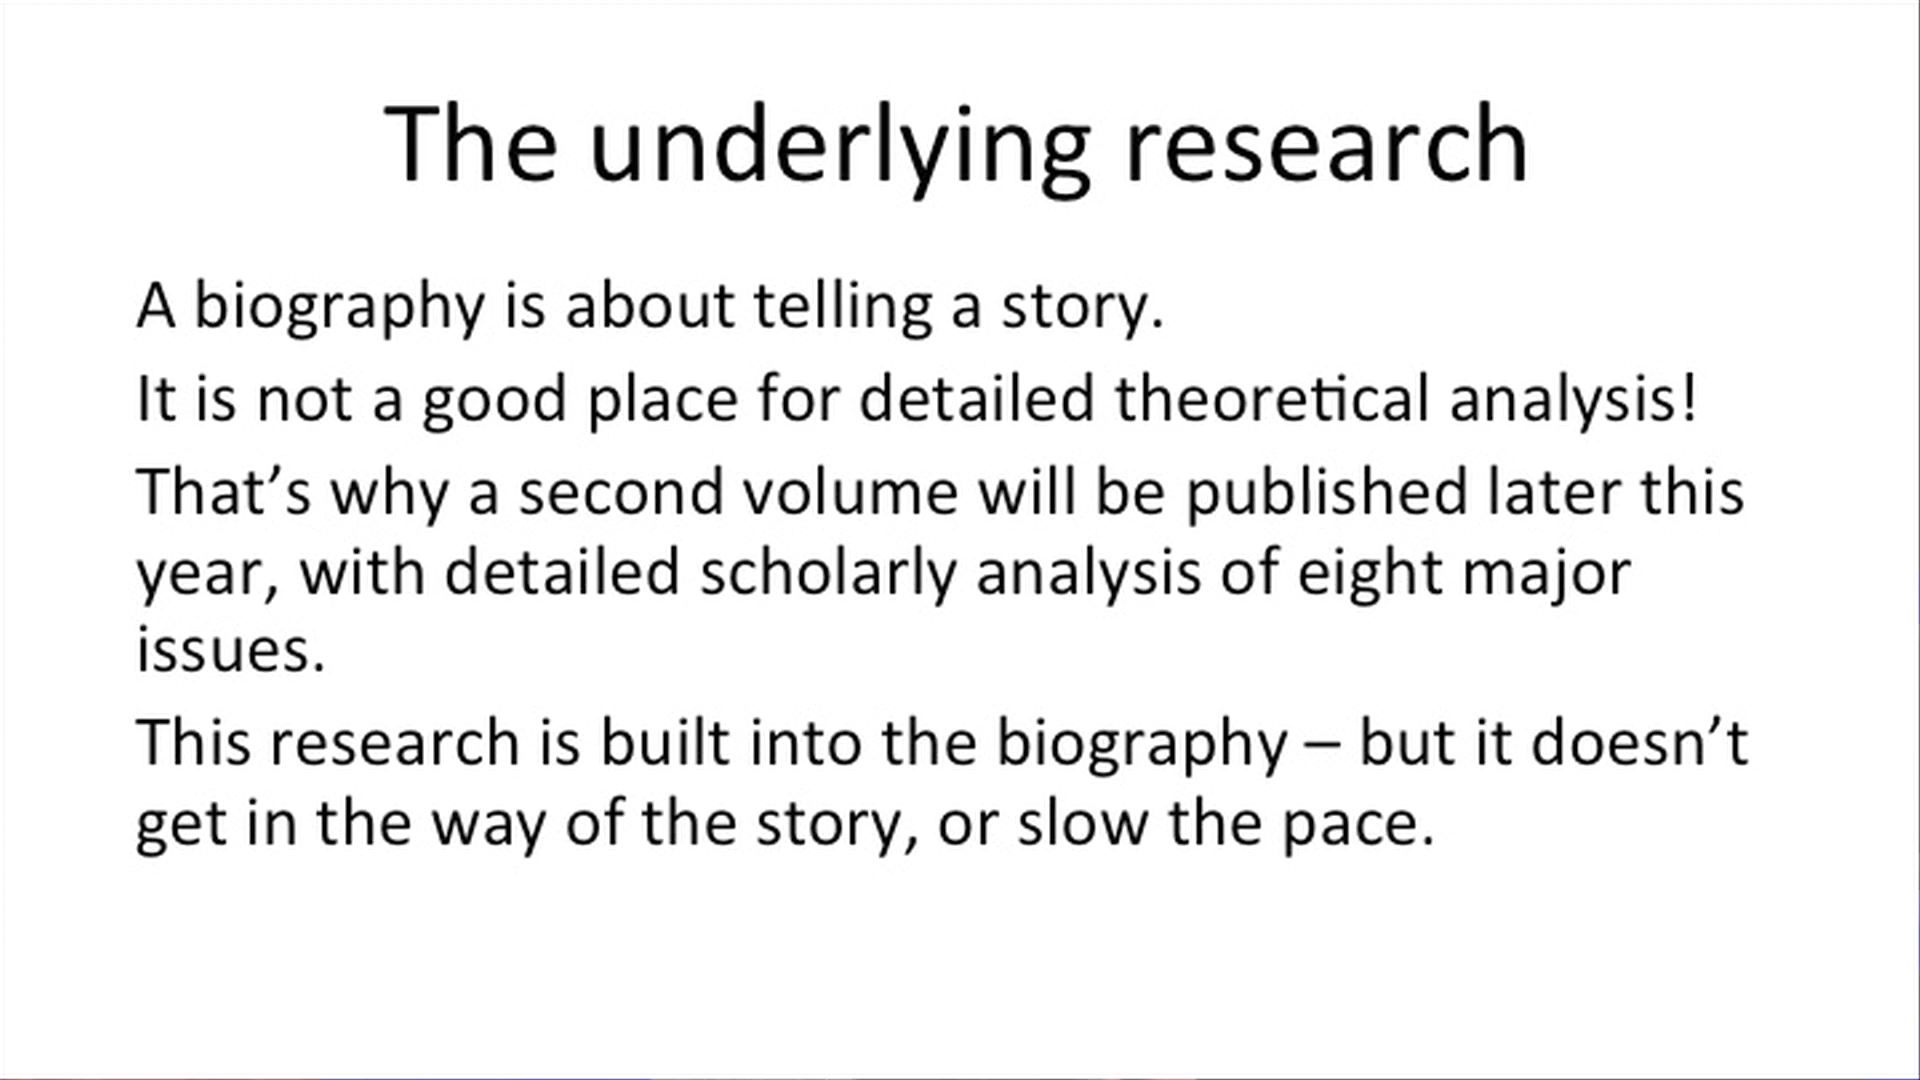 The underlying research
A biography is about telling a story.
It is not a good place for detailed theoretical analysis!
That’s why a second volume will be published later this
year, with detailed scholarly analysis of eight major
issues.
This research is built into the biography – but it doesn’t
get in the way of the story, or slow the pace.